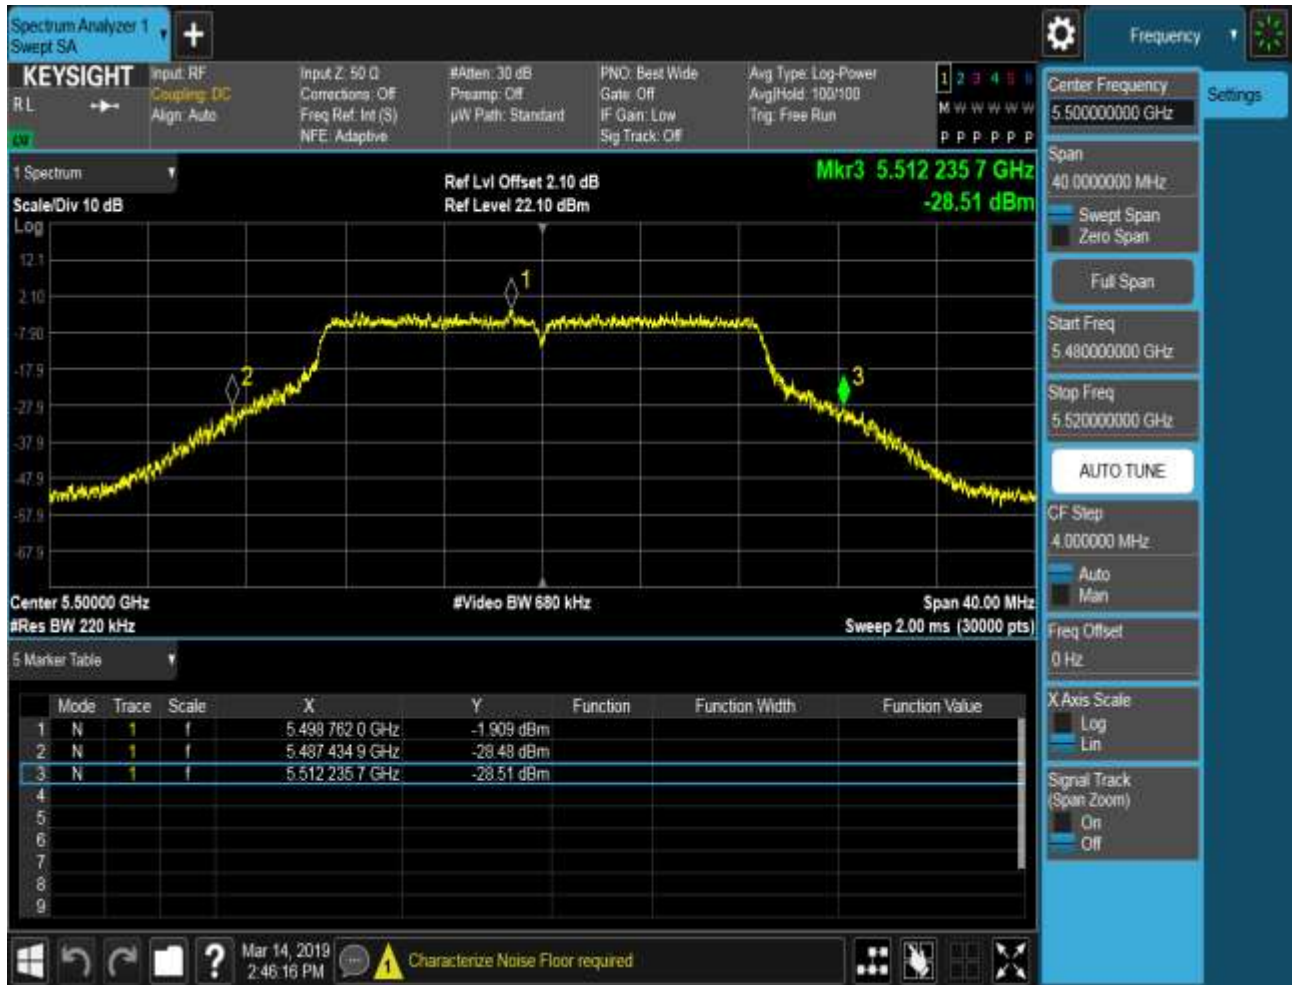 Spectrum Analyzer 1
Swept SA
Frequency
KEYSIGHT
RL
Input: RF
Coupling: DC
Align: Auto
Input Z: 50 Ω
Corrections: Off
Freq Ref: Int (S)
NFE: Adaptive
#Atten: 30 dB
Preamp: Off
µW Path: Standard
PNO: Best Wide
Gate: Off
IF Gain: Low
Sig Track: Off
Avg Type: Log-Power
Avg|Hold: 100/100
Trig: Free Run
1 2 3 4 5 6
M W W W W W
P P P P P P
1 Spectrum
Scale/Div 10 dB
Ref Lvl Offset 2.10 dB
Ref Level 22.10 dBm
Mkr3 5.512 235 7 GHz
-28.51 dBm
Log
12.1
2.10
-7.90
-17.9
-27.9
-37.9
-47.9
-57.9
-67.9
1
2
3
Center 5.50000 GHz
#Res BW 220 kHz
#Video BW 680 kHz
Span 40.00 MHz
Sweep 2.00 ms (30000 pts)
5 Marker Table
Mode Trace Scale X Y Function Function Width Function Value
1 N 1 f 5.498 762 0 GHz -1.909 dBm
2 N 1 f 5.487 434 9 GHz -28.48 dBm
3 N 1 f 5.512 235 7 GHz -28.51 dBm
4
5
6
7
8
9
Mar 14, 2019
2:46:16 PM
1
Characterize Noise Floor required
Settings
Center Frequency
5.500000000 GHz
Span
40.0000000 MHz
Swept Span
Zero Span
Full Span
Start Freq
5.480000000 GHz
Stop Freq
5.520000000 GHz
AUTO TUNE
CF Step
4.000000 MHz
Auto
Man
Freq Offset
0 Hz
X Axis Scale
Log
Lin
Signal Track
(Span Zoom)
On
Off